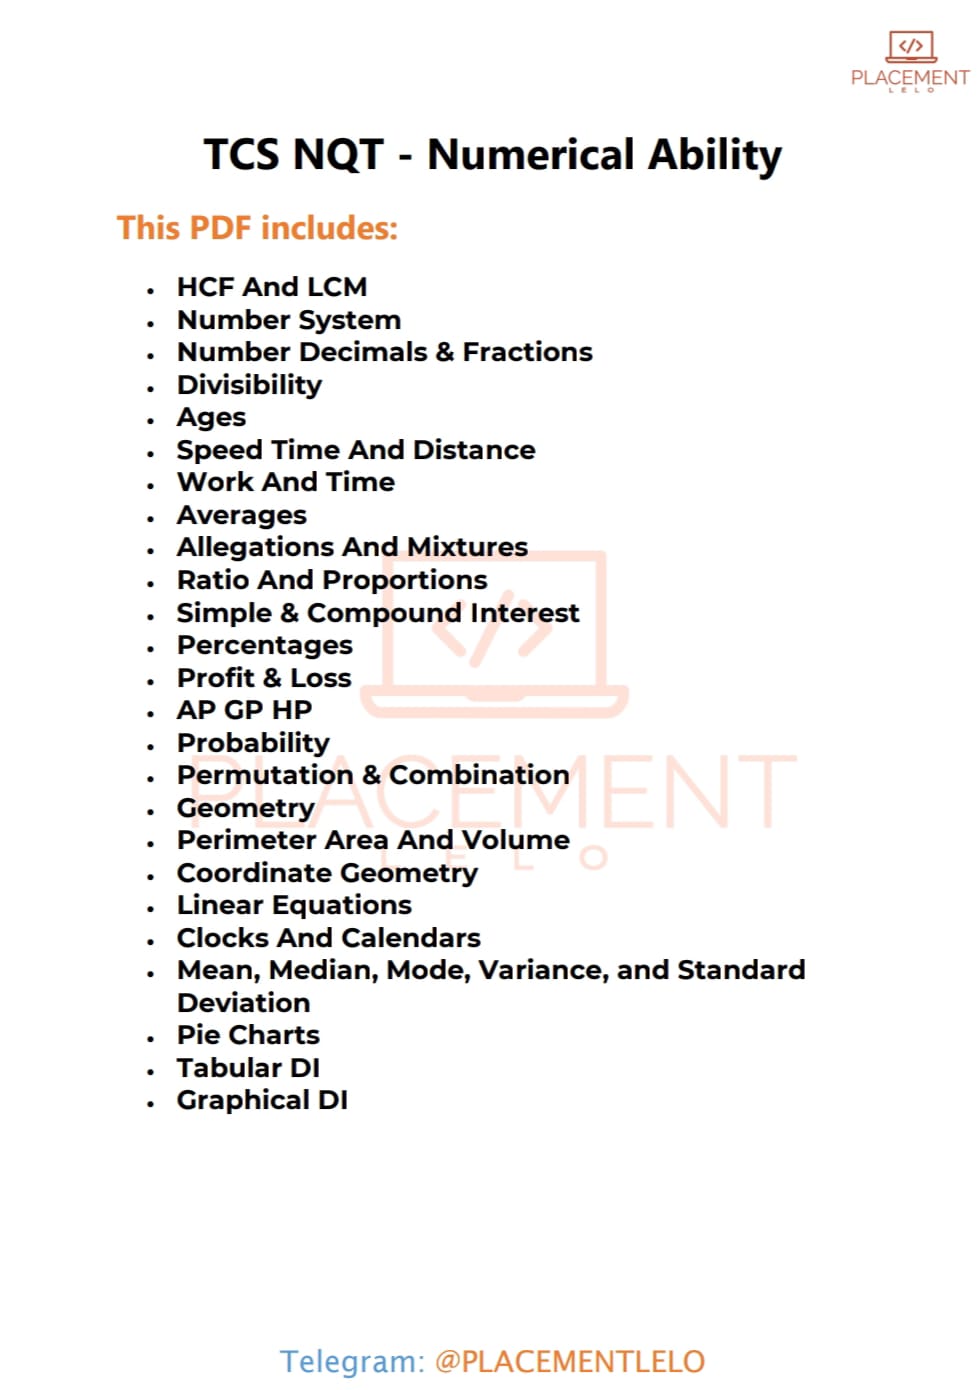 </>
PLACEMENT
LELO
TCS NQT - Numerical Ability
This PDF includes:
• HCF And LCM
• Number System
• Number Decimals & Fractions
• Divisibility
• Ages
• Speed Time And Distance
• Work And Time
• Averages
• Allegations And Mixtures
• Ratio And Proportions
• Simple & Compound Interest
• Percentages
• Profit & Loss
• AP GP HP
• Probability
• Permutation & Combination
• Geometry
• Perimeter Area And Volume
• Coordinate Geometry
• Linear Equations
• Clocks And Calendars
• Mean, Median, Mode, Variance, and Standard
Deviation
• Pie Charts
• Tabular DI
• Graphical DI
</>
PLACEMENT
LELO
Telegram: @PLACEMENTLELO